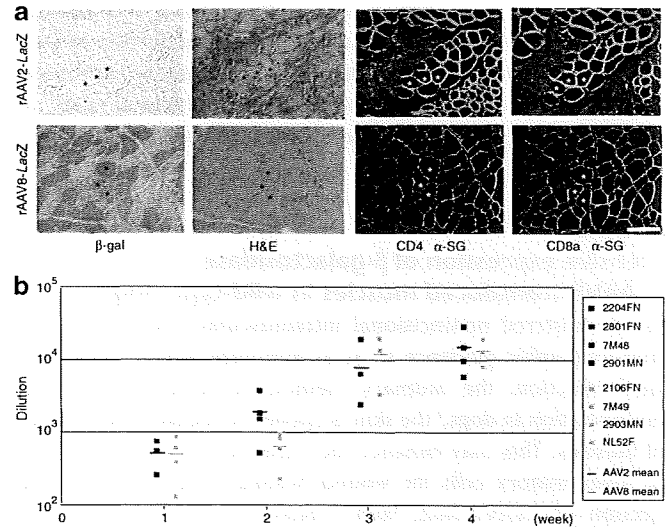 a
rAAV2-LacZ
rAAV8-LacZ
β-gal
H&E
CD4 α-SG
CD8a α-SG
b
Dilution
10^5
10^4
10^3
10^2
0
1
2
3
4
(week)
2204FN
2801FN
7M48
2901MN
2106FN
7M49
2903MN
NL52F
AAV2 mean
AAV8 mean